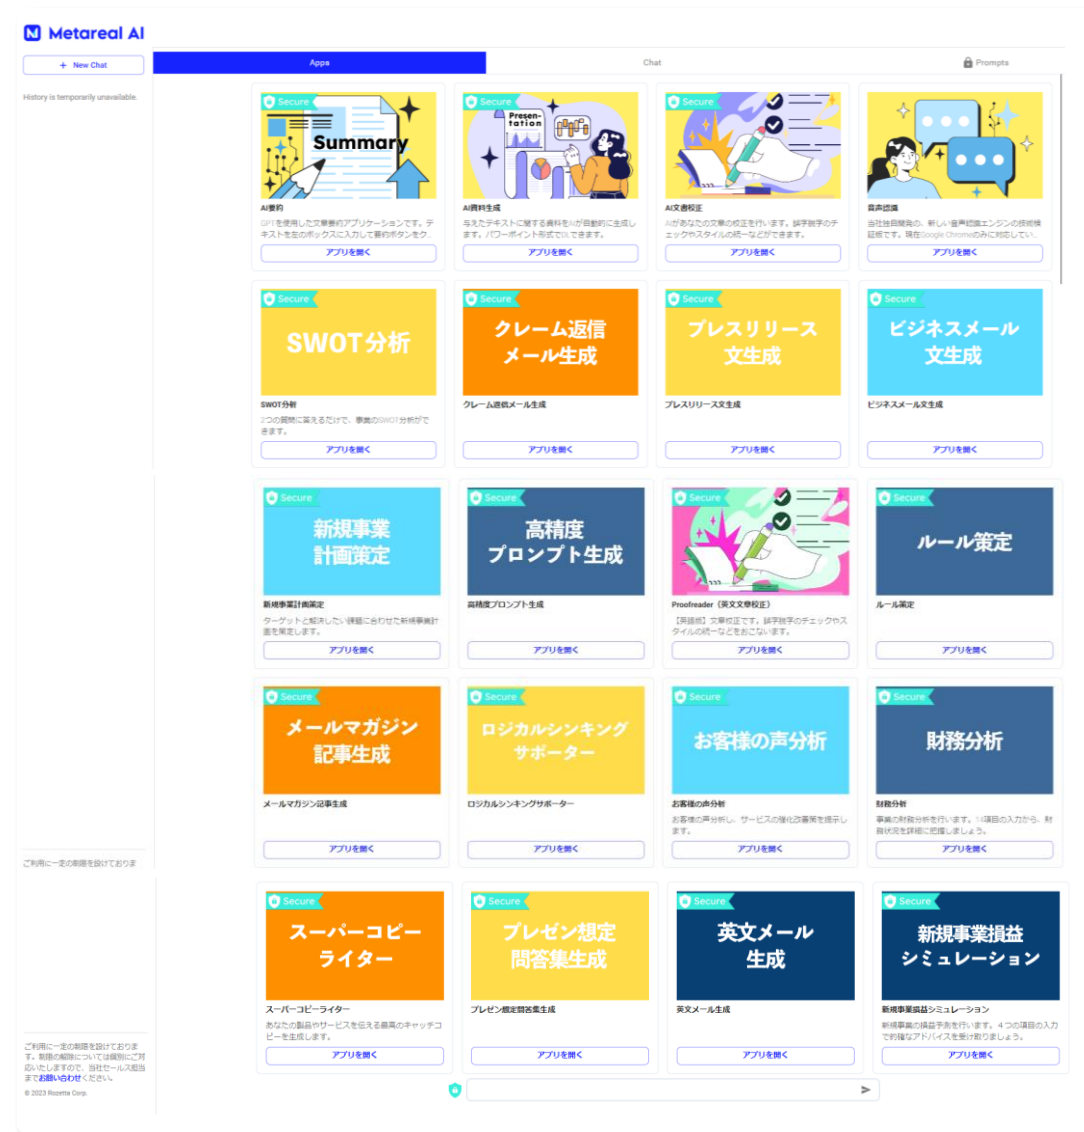 Metareal AI
+ New Chat
Apps
Chat
Prompts
History is temporarily unavailable.
Secure
Summary
AI要約
GPTを使用した文章要約アプリケーションです。テ
キストを左のボックスに入力して要約ボタンをク...
アプリを開く
Secure
Presen-
tation
AI資料生成
与えたテキストに関する資料をAIが自動的に生成し
ます。パワーポイント形式でDLできます。
アプリを開く
Secure
AI文書校正
AIがあなたの文章の校正を行います。誤字脱字のチ
ェックやスタイルの統一などができます。
アプリを開く
音声認識
当社独自開発の、新しい音声認識エンジンの技術検
証版です。現在Google Chromeのみに対応してい...
アプリを開く
Secure
SWOT分析
SWOT分析
2つの質問に答えるだけで、事業のSWOT分析がで
きます。
アプリを開く
Secure
クレーム返信
メール生成
クレーム返信メール生成
アプリを開く
Secure
プレスリリース
文生成
プレスリリース文生成
アプリを開く
Secure
ビジネスメール
文生成
ビジネスメール文生成
アプリを開く
Secure
新規事業
計画策定
新規事業計画策定
ターゲットと解決したい課題に合わせた新規事業計
画を策定します。
アプリを開く
Secure
高精度
プロンプト生成
高精度プロンプト生成
アプリを開く
Secure
Proofreader（英文文章校正）
【英語版】文章校正です。誤字脱字のチェックやス
タイルの統一などをおこないます。
アプリを開く
Secure
ルール策定
ルール策定
アプリを開く
Secure
メールマガジン
記事生成
メールマガジン記事生成
アプリを開く
Secure
ロジカルシンキング
サポーター
ロジカルシンキングサポーター
アプリを開く
Secure
お客様の声分析
お客様の声分析
お客様の声分析し、サービスの強化改善策を提示し
ます。
アプリを開く
Secure
財務分析
財務分析
事業の財務分析を行います。14項目の入力から、財
務状況を詳細に把握しましょう。
アプリを開く
ご利用に一定の制限を設けておりま
Secure
スーパーコピー
ライター
スーパーコピーライター
あなたの製品やサービスを伝える最高のキャッチコ
ピーを生成します。
アプリを開く
Secure
プレゼン想定
問答集生成
プレゼン想定問答集生成
アプリを開く
Secure
英文メール
生成
英文メール生成
アプリを開く
Secure
新規事業損益
シミュレーション
新規事業損益シミュレーション
新規事業の損益予測を行います。４つの項目の入力
で的確なアドバイスを受け取りましょう。
アプリを開く
ご利用に一定の制限を設けておりま
す。制限の解除については個別にご対
応いたしますので、当社セールス担当
までお問い合わせください。
© 2023 Rozetta Corp.